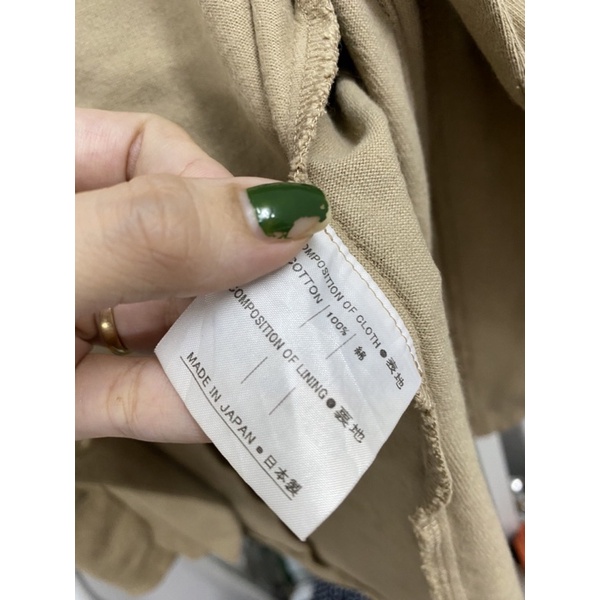 COMPOSITION OF CLOTH ● 表地
COTTON 100% 綿
COMPOSITION OF LINING ● 裏地
MADE IN JAPAN ■ 日本製